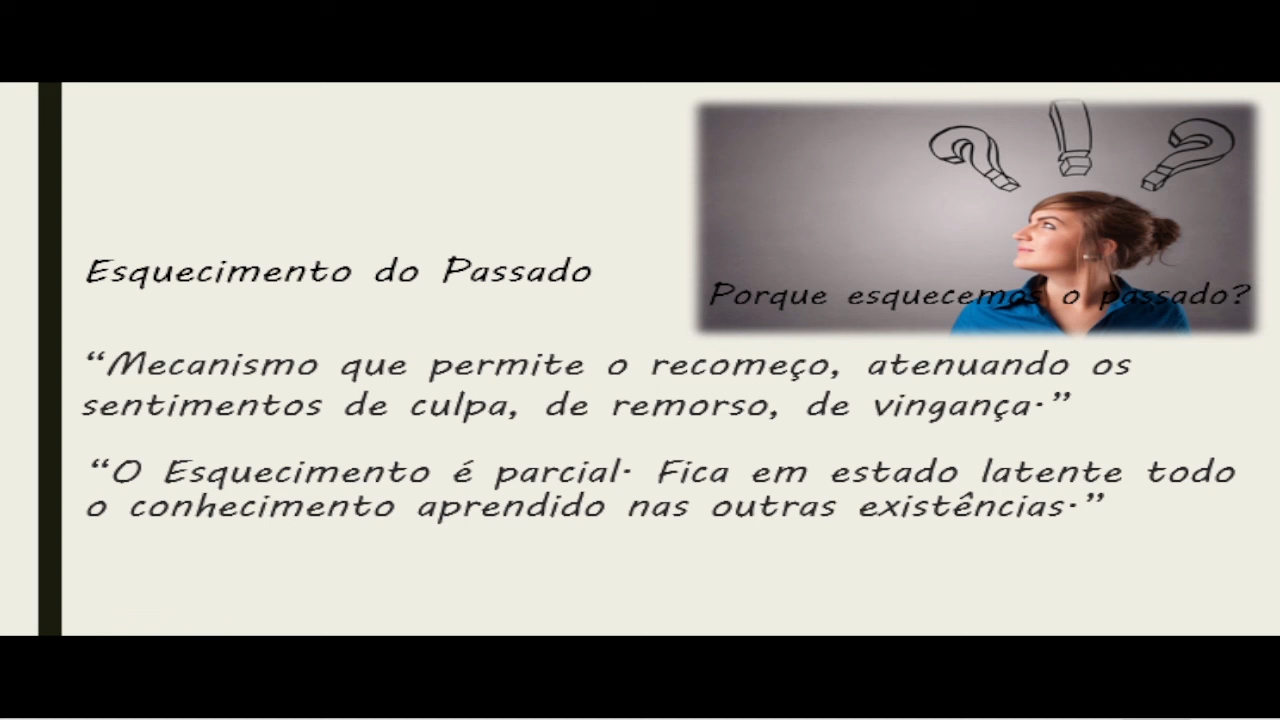 Esquecimento do Passado
Porque esquecemos o passado?
“Mecanismo que permite o recomeço, atenuando os
sentimentos de culpa, de remorso, de vingança.”
“O Esquecimento é parcial. Fica em estado latente todo
o conhecimento aprendido nas outras existências.”